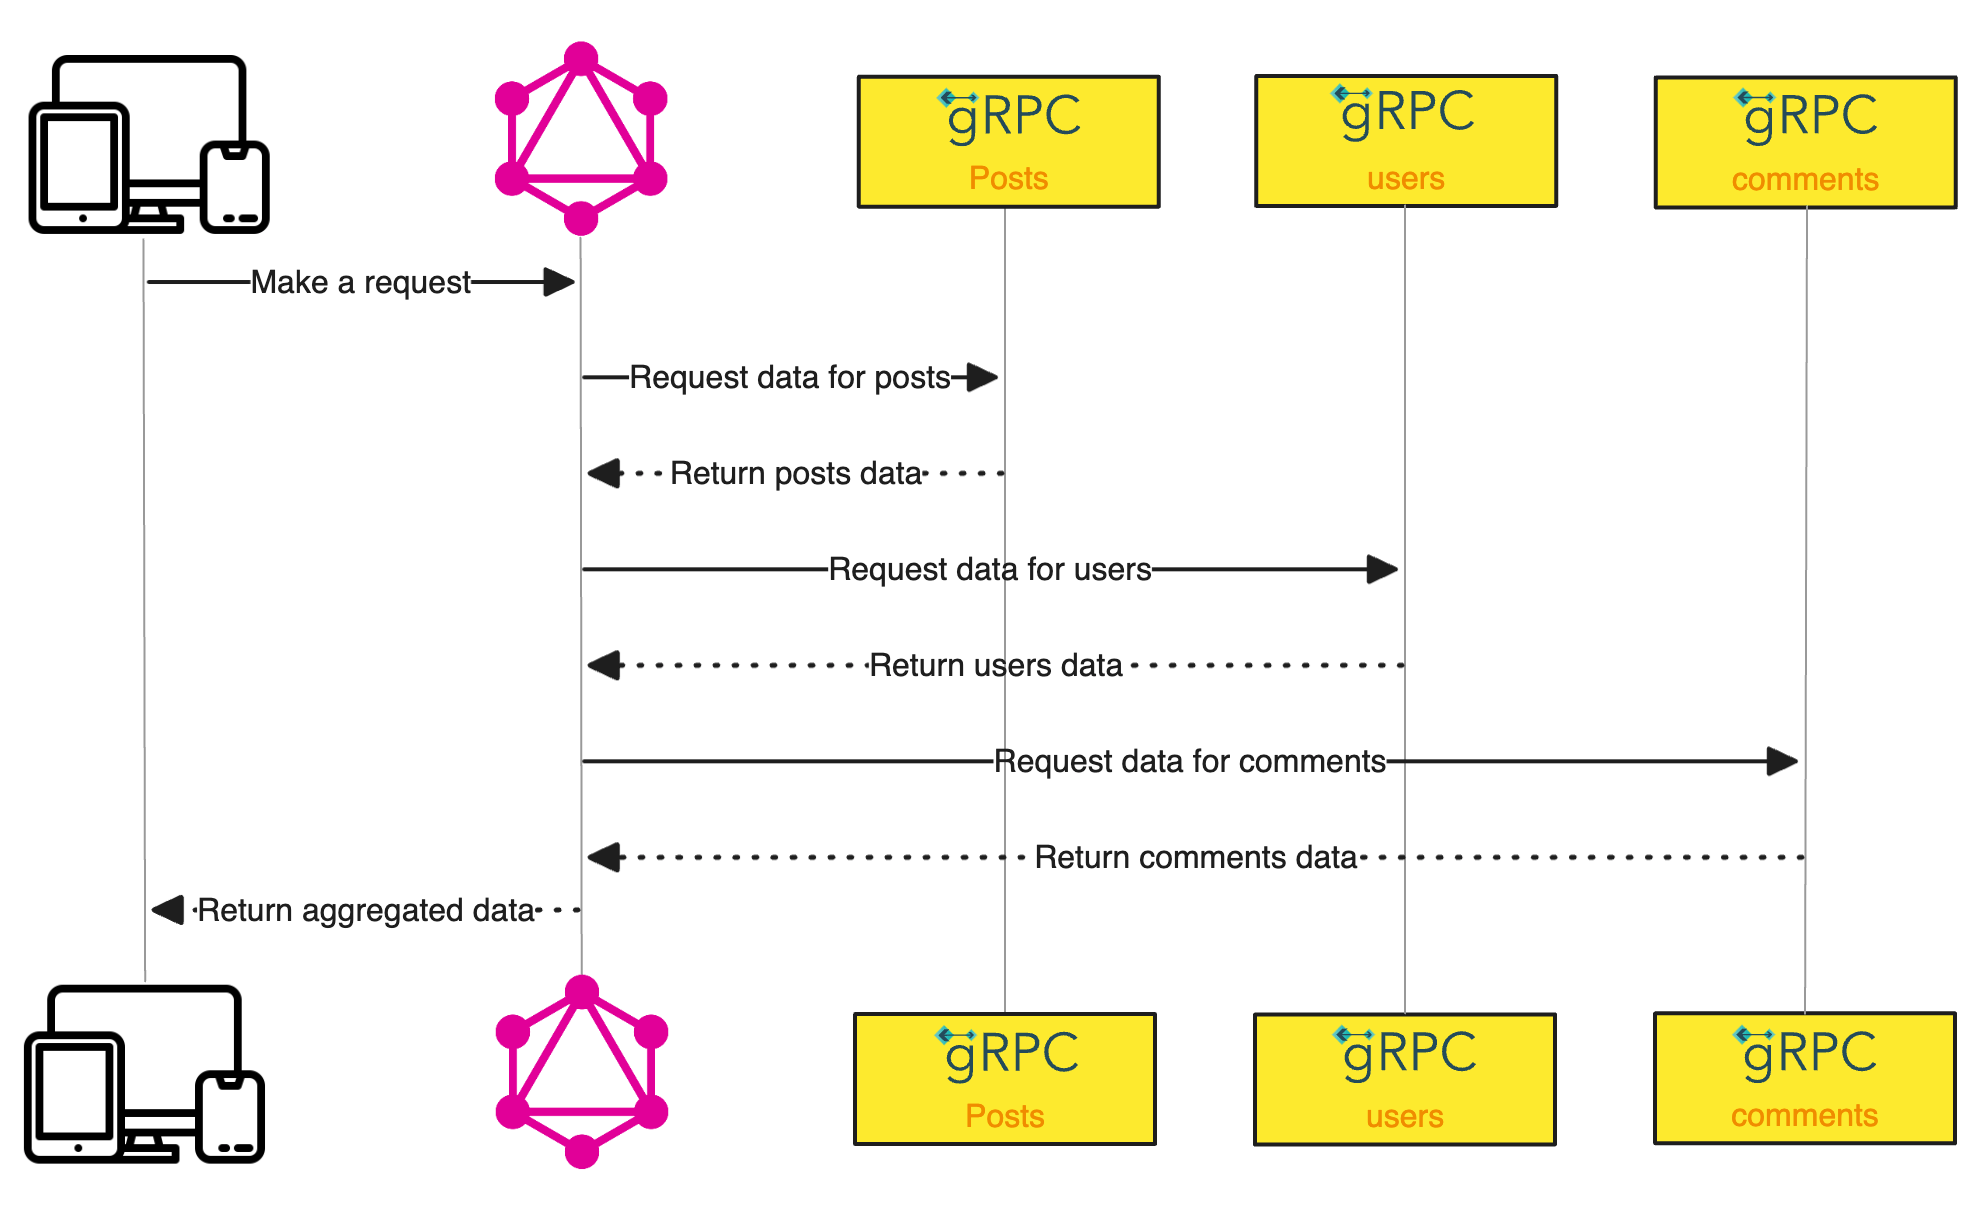 gRPC
Posts
gRPC
users
gRPC
comments
Make a request
Request data for posts
Return posts data
Request data for users
Return users data
Request data for comments
Return comments data
Return aggregated data
gRPC
Posts
gRPC
users
gRPC
comments